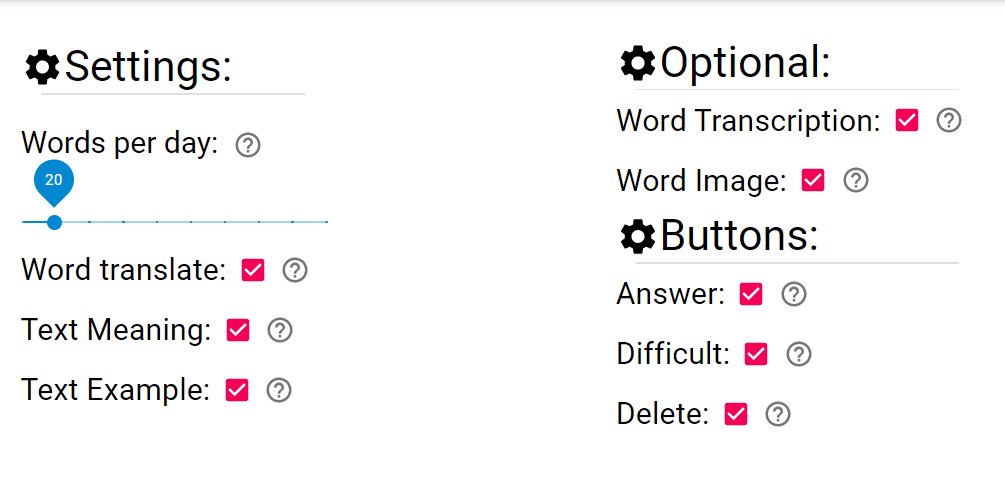 Settings:
Words per day:
20
Word translate:
Text Meaning:
Text Example:
Optional:
Word Transcription:
Word Image:
Buttons:
Answer:
Difficult:
Delete: